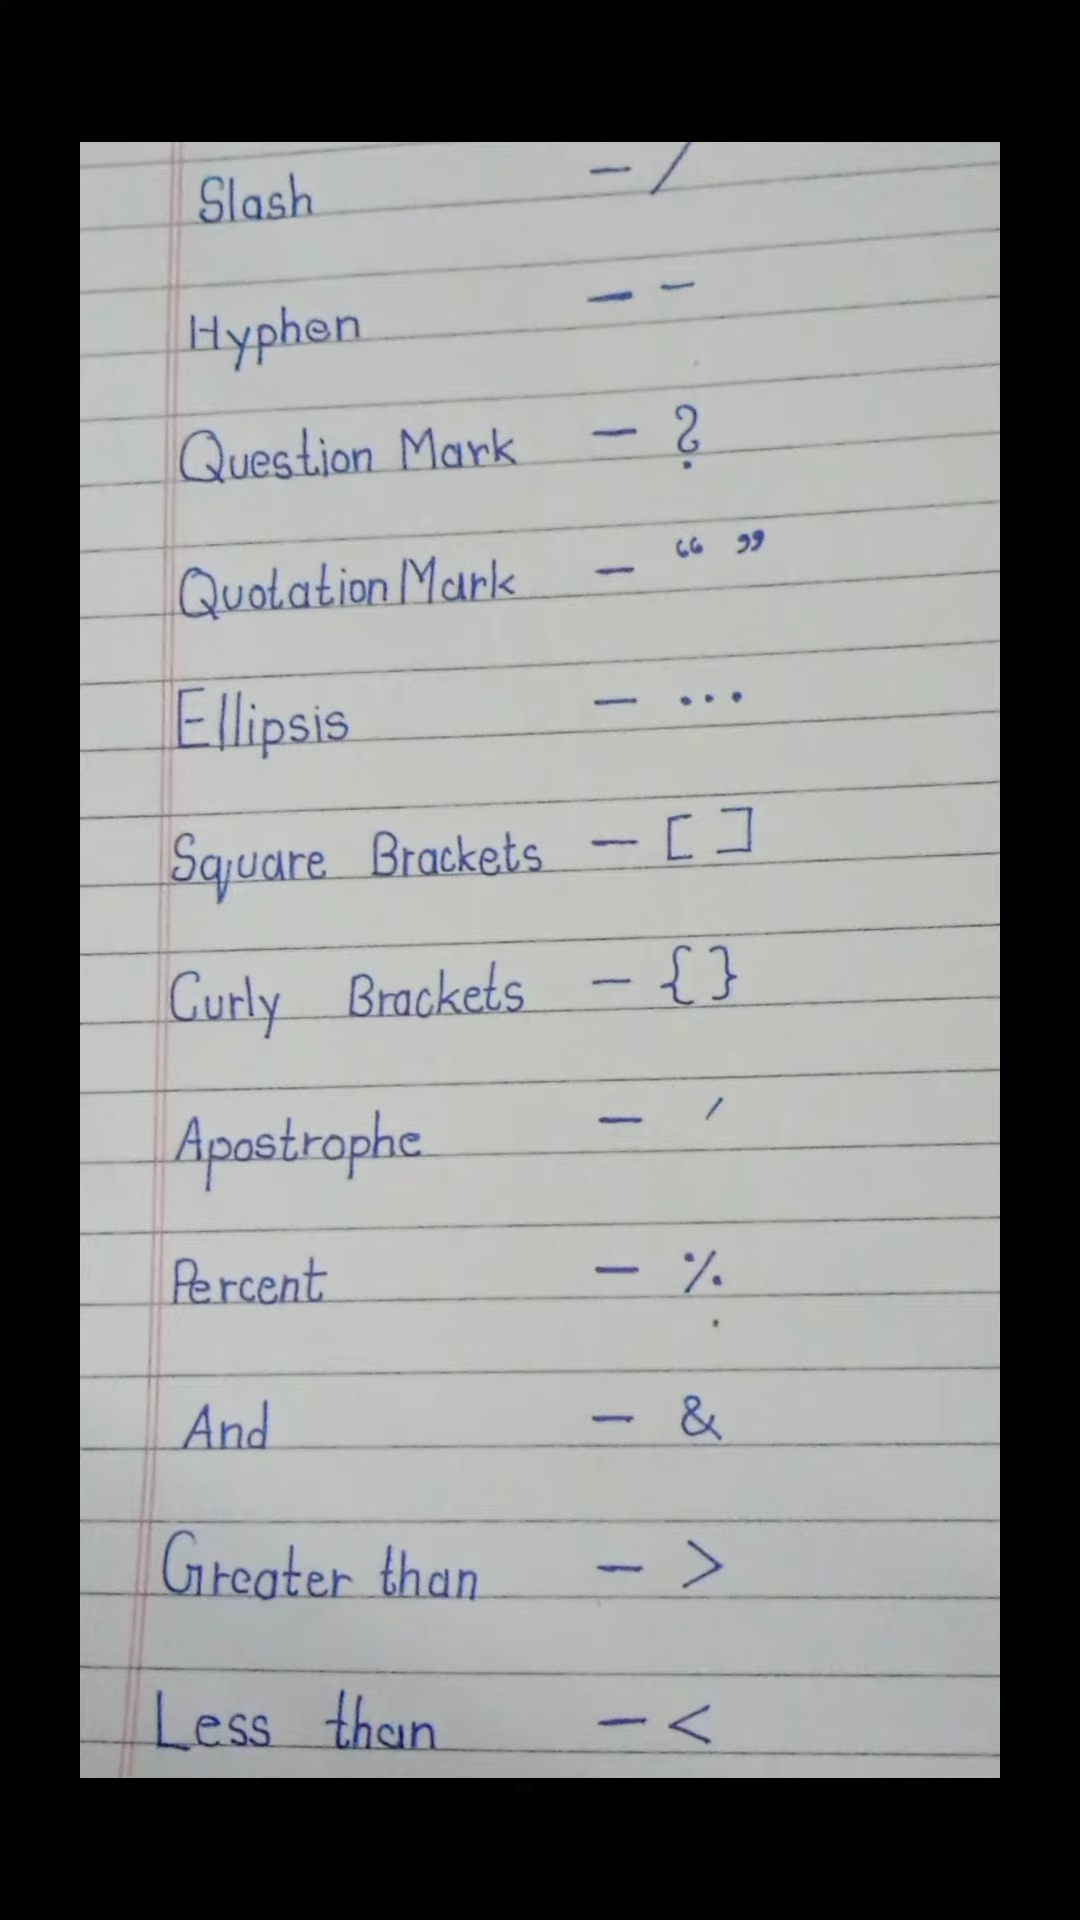 Slash - /
Hyphen - -
Question Mark - ?
Quotation Mark - “ ”
Ellipsis - ...
Square Brackets - [ ]
Curly Brackets - { }
Apostrophe - '
Percent - %
And - &
Greater than - >
Less than - <